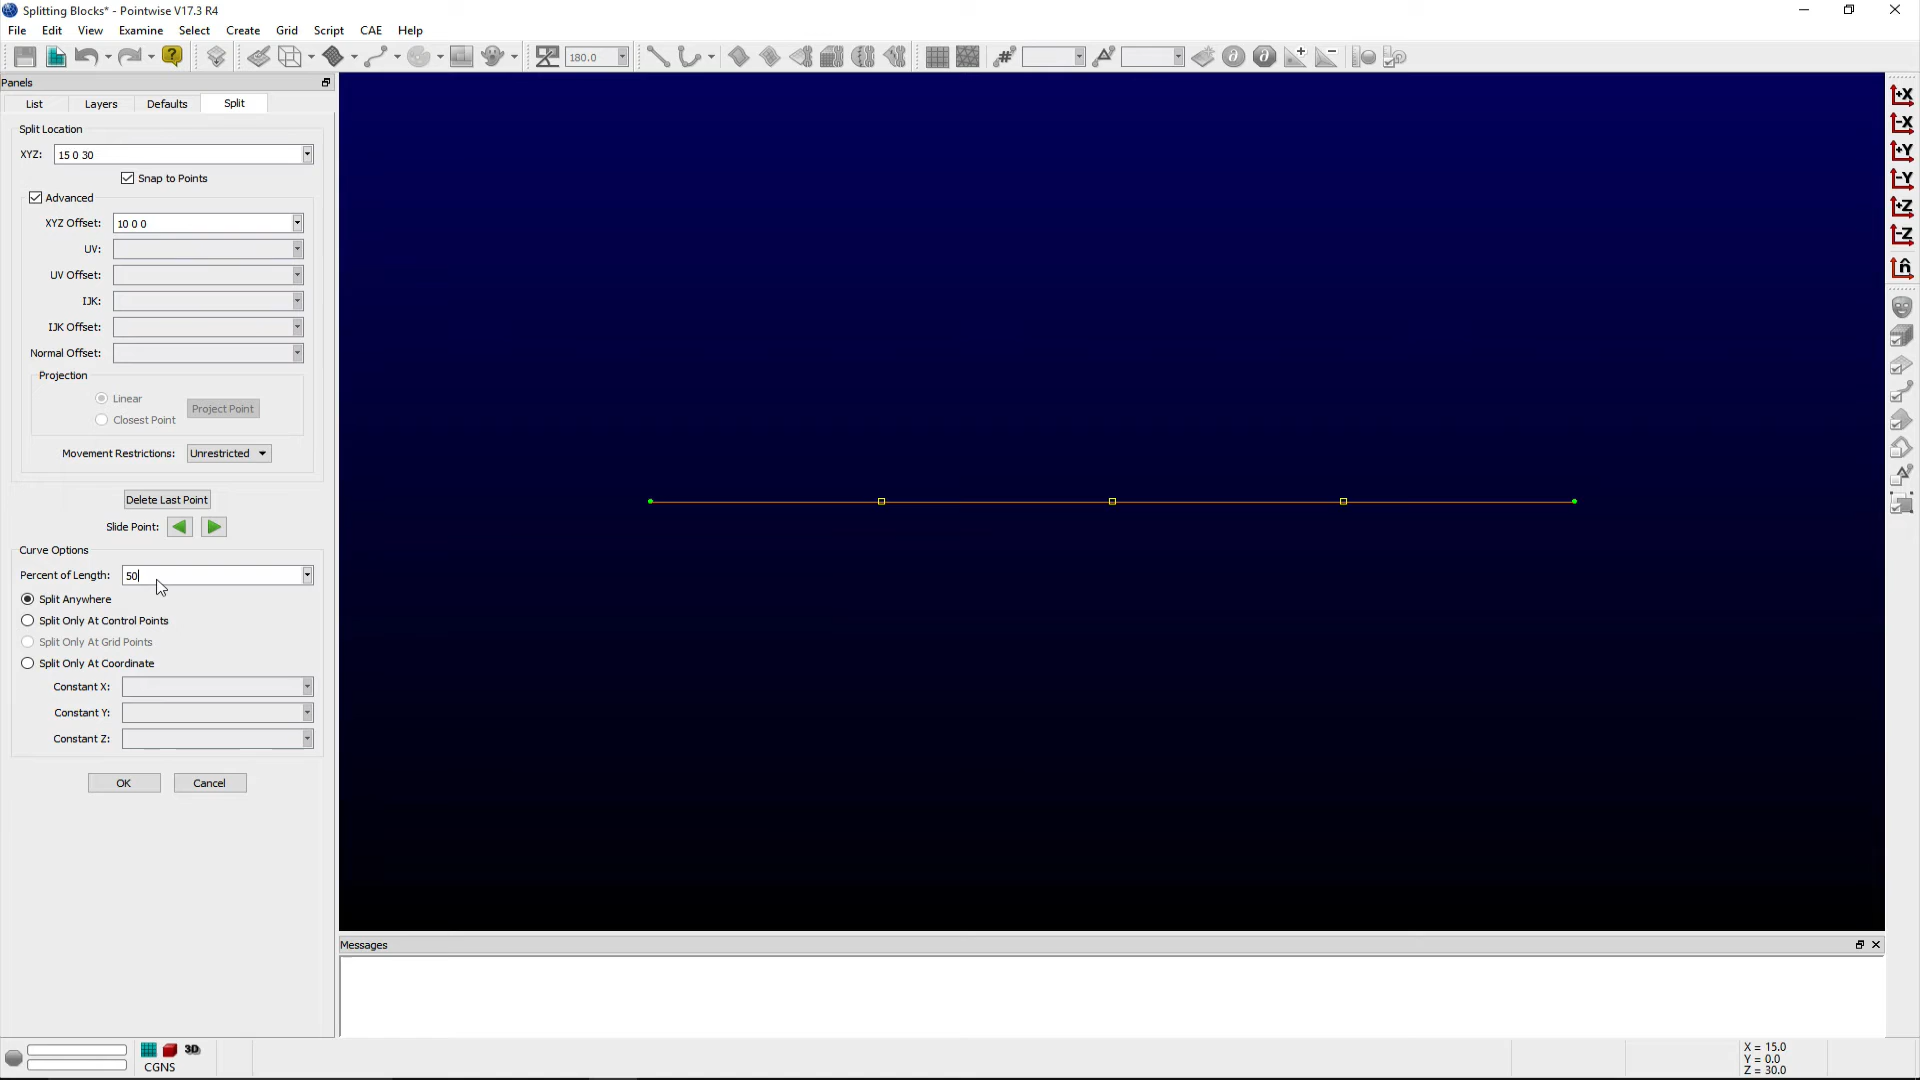 Splitting Blocks* - Pointwise V17.3 R4
File Edit View Examine Select Create Grid Script CAE Help
180.0
Panels
List Layers Defaults Split
Split Location
XYZ: 15 0 30
Snap to Points
Advanced
XYZ Offset: 10 0 0
UV:
UV Offset:
IJK:
IJK Offset:
Normal Offset:
Projection
Linear
Project Point
Closest Point
Movement Restrictions: Unrestricted
Delete Last Point
Slide Point:
Curve Options
Percent of Length: 50
Split Anywhere
Split Only At Control Points
Split Only At Grid Points
Split Only At Coordinate
Constant X:
Constant Y:
Constant Z:
OK Cancel
Messages
+X
-X
+Y
-Y
+Z
-Z
n̂
3D
CGNS
X = 15.0
Y = 0.0
Z = 30.0